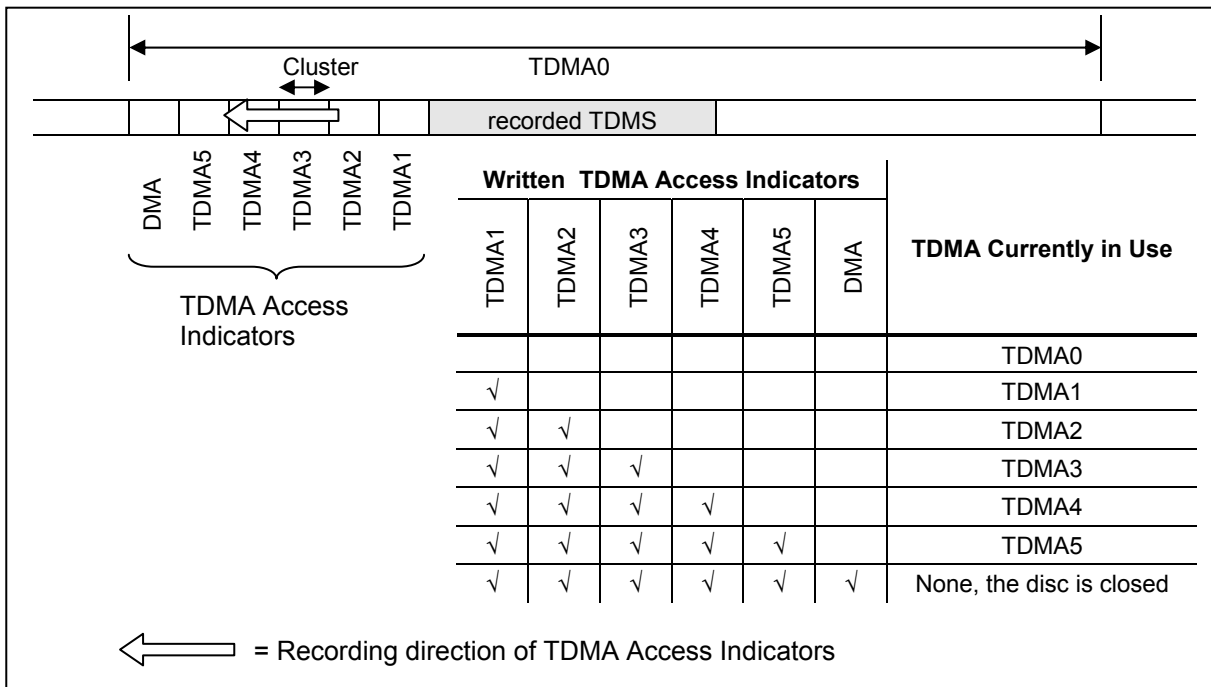 Cluster
TDMA0
recorded TDMS
DMA
TDMA5
TDMA4
TDMA3
TDMA2
TDMA1
TDMA Access
Indicators
Written TDMA Access Indicators
TDMA1
TDMA2
TDMA3
TDMA4
TDMA5
DMA
TDMA Currently in Use
TDMA0
√ TDMA1
√ √ TDMA2
√ √ √ TDMA3
√ √ √ √ TDMA4
√ √ √ √ √ TDMA5
√ √ √ √ √ √ None, the disc is closed
= Recording direction of TDMA Access Indicators